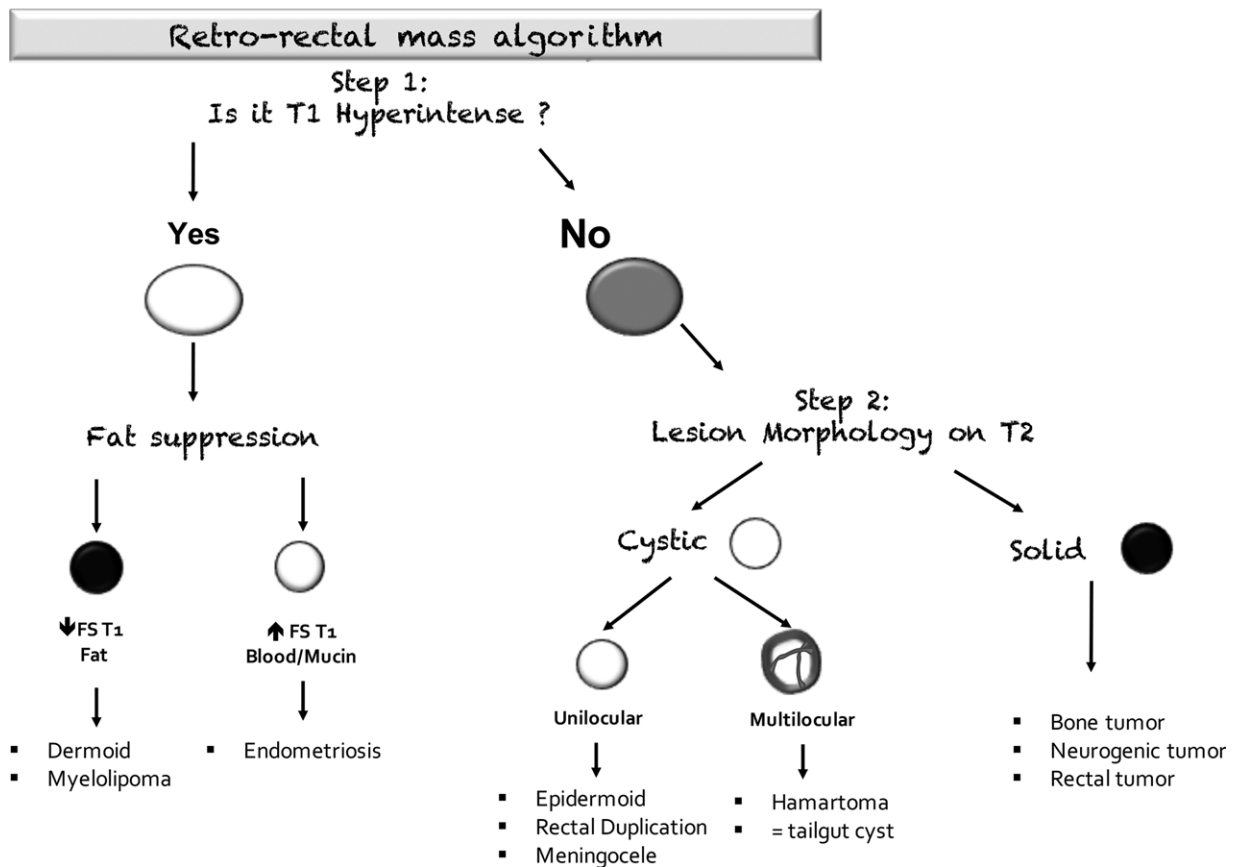 Retro-rectal mass algorithm
Step 1:
Is it T1 Hyperintense ?
Yes
No
Fat suppression
Step 2:
Lesion Morphology on T2
Cystic
Solid
🡇FS T1
Fat
🡅 FS T1
Blood/Mucin
Unilocular
Multilocular
▪ Dermoid
▪ Myelolipoma
▪ Endometriosis
▪ Epidermoid
▪ Rectal Duplication
▪ Meningocele
▪ Hamartoma
▪ = tailgut cyst
▪ Bone tumor
▪ Neurogenic tumor
▪ Rectal tumor